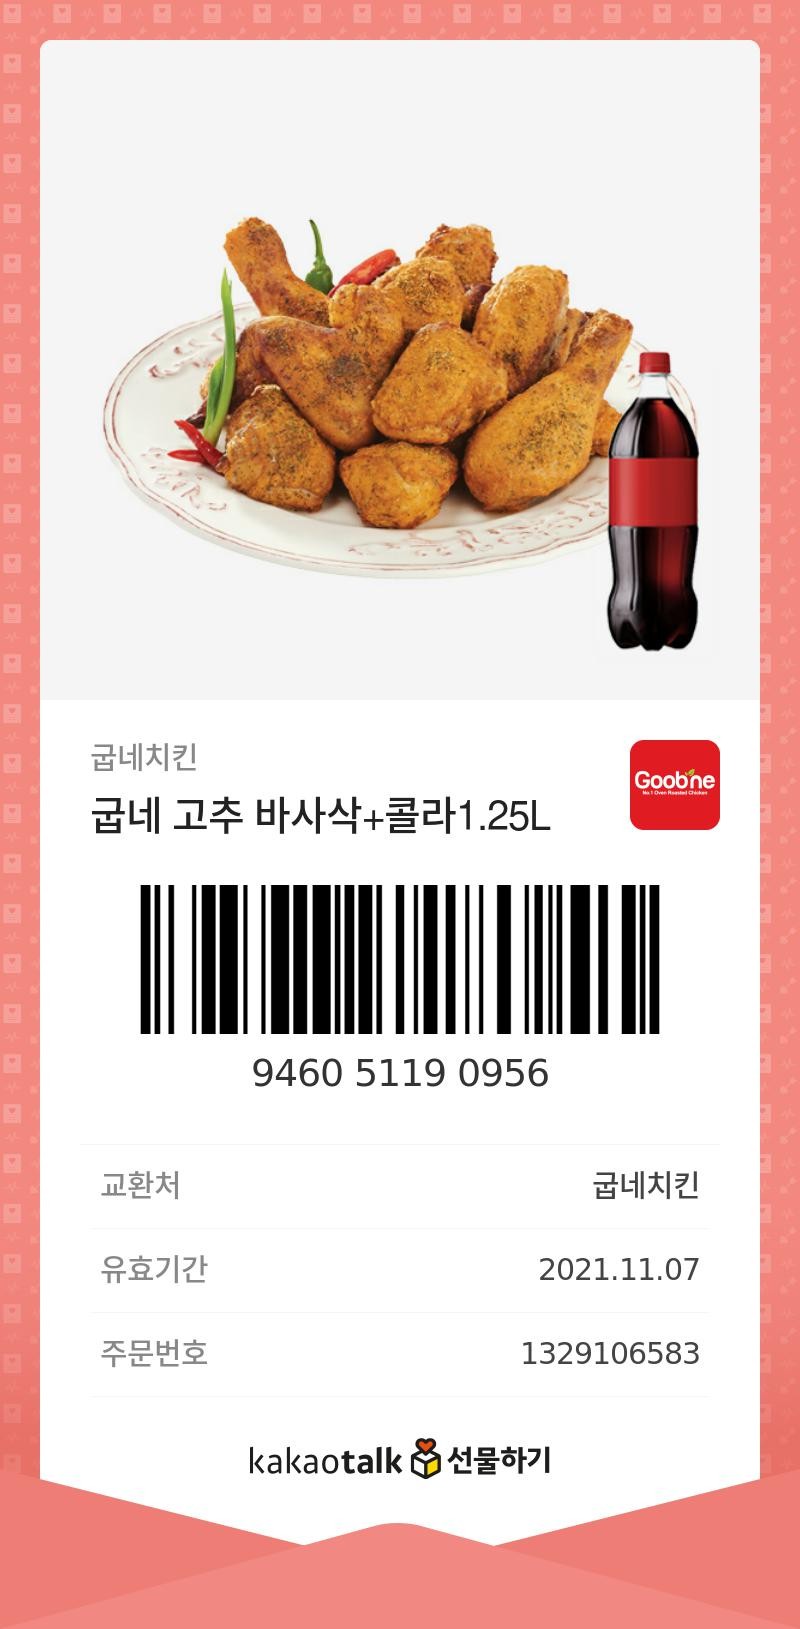 굽네치킨
굽네 고추 바사삭+콜라1.25L
Goobne
No.1 Oven Roasted Chicken
9460 5119 0956
교환처 굽네치킨
유효기간 2021.11.07
주문번호 1329106583
kakaotalk 선물하기